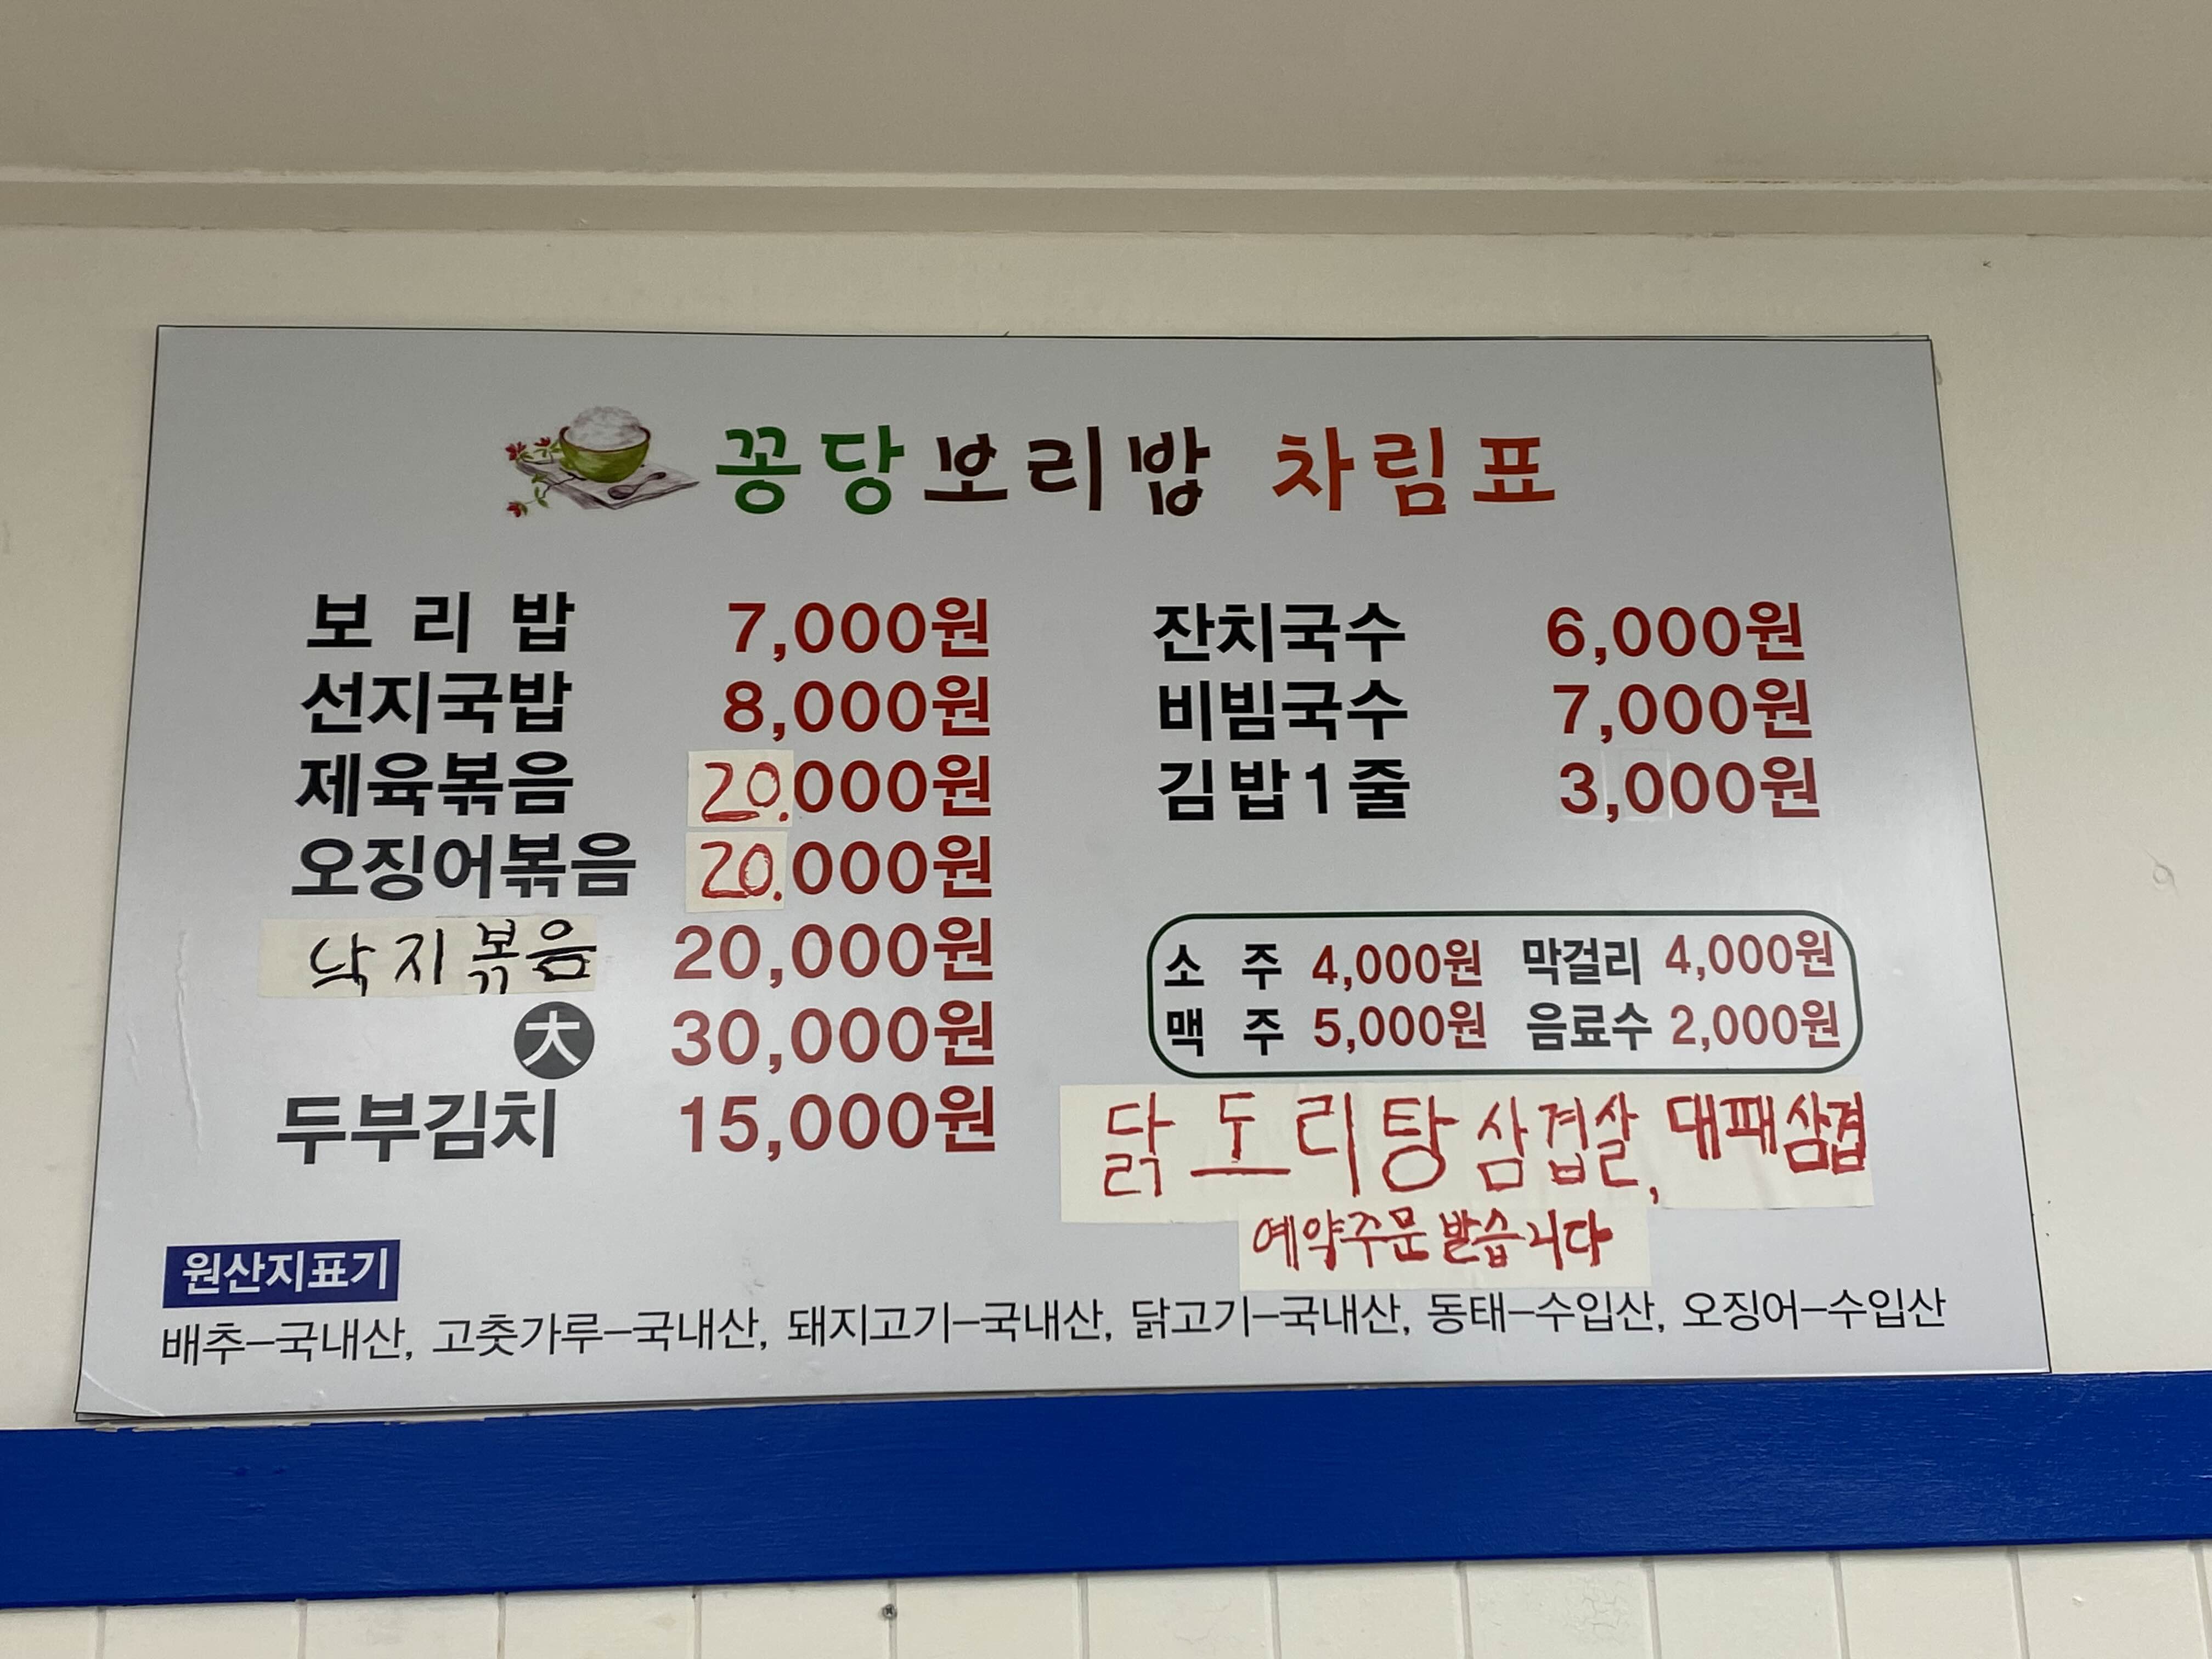 꽁당보리밥 차림표
보리밥 7,000원
선지국밥 8,000원
제육볶음 20.000원
오징어볶음 20.000원
낙지볶음 20,000원
大 30,000원
두부김치 15,000원
잔치국수 6,000원
비빔국수 7,000원
김밥1줄 3,000원
소주 4,000원 막걸리 4,000원
맥주 5,000원 음료수 2,000원
닭도리탕 삼겹살, 대패삼겹
예약주문 받습니다
원산지표기
배추–국내산, 고춧가루–국내산, 돼지고기–국내산, 닭고기–국내산, 동태–수입산, 오징어–수입산